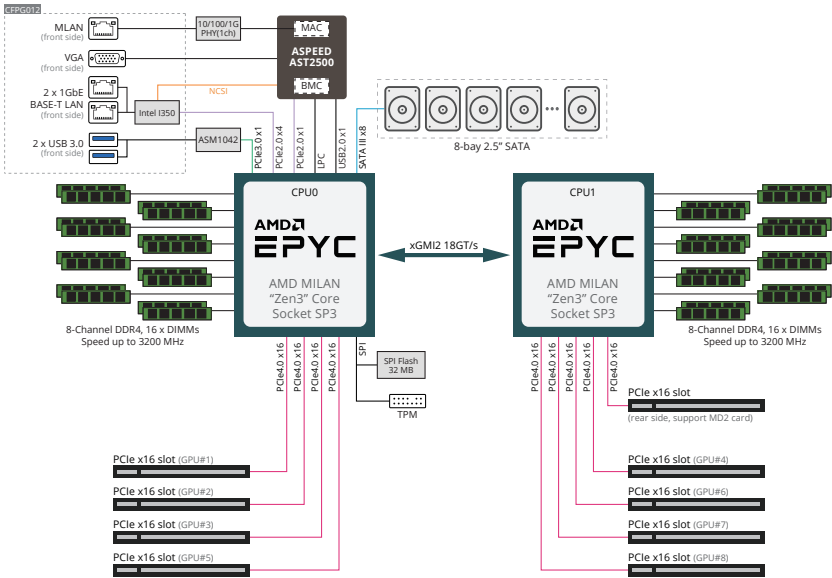 CFPG012
MLAN
(front side)
10/100/1G
PHY(1ch)
MAC
ASPEED
AST2500
BMC
VGA
(front side)
2 x 1GbE
BASE-T LAN
(front side)
NCSI
Intel I350
2 x USB 3.0
(front side)
ASM1042
PCIe3.0 x1
PCIe2.0 x4
PCIe2.0 x1
LPC
USB2.0 x1
SATA III x8
8-bay 2.5” SATA
CPU0
AMD
EPYC
AMD MILAN
“Zen3” Core
Socket SP3
xGMI2 18GT/s
CPU1
AMD
EPYC
AMD MILAN
“Zen3” Core
Socket SP3
8-Channel DDR4, 16 x DIMMs
Speed up to 3200 MHz
8-Channel DDR4, 16 x DIMMs
Speed up to 3200 MHz
PCIe4.0 x16
PCIe4.0 x16
PCIe4.0 x16
PCIe4.0 x16
SPI
SPI Flash
32 MB
TPM
PCIe4.0 x16
PCIe4.0 x16
PCIe4.0 x16
PCIe4.0 x16
PCIe4.0 x16
PCIe x16 slot
(rear side, support MD2 card)
PCIe x16 slot (GPU#1)
PCIe x16 slot (GPU#2)
PCIe x16 slot (GPU#3)
PCIe x16 slot (GPU#5)
PCIe x16 slot (GPU#4)
PCIe x16 slot (GPU#6)
PCIe x16 slot (GPU#7)
PCIe x16 slot (GPU#8)